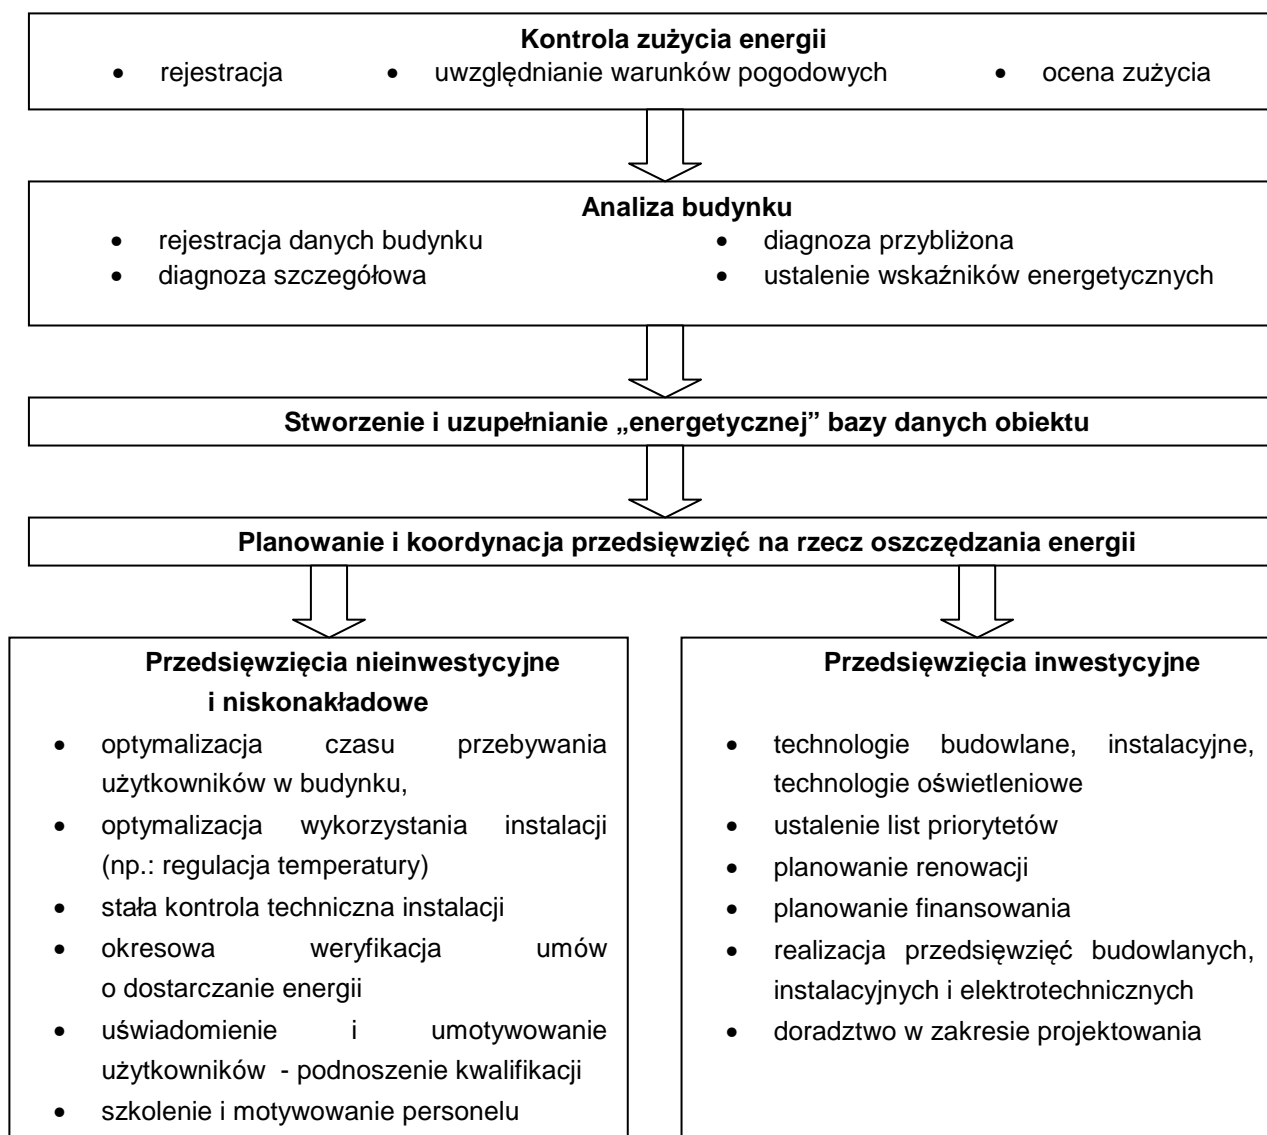 Kontrola zużycia energii
• rejestracja • uwzględnianie warunków pogodowych • ocena zużycia
Analiza budynku
• rejestracja danych budynku • diagnoza przybliżona
• diagnoza szczegółowa • ustalenie wskaźników energetycznych
Stworzenie i uzupełnianie „energetycznej” bazy danych obiektu
Planowanie i koordynacja przedsięwzięć na rzecz oszczędzania energii
Przedsięwzięcia nieinwestycyjne
i niskonakładowe
• optymalizacja czasu przebywania
użytkowników w budynku,
• optymalizacja wykorzystania instalacji
(np.: regulacja temperatury)
• stała kontrola techniczna instalacji
• okresowa weryfikacja umów
o dostarczanie energii
• uświadomienie i umotywowanie
użytkowników - podnoszenie kwalifikacji
• szkolenie i motywowanie personelu
Przedsięwzięcia inwestycyjne
• technologie budowlane, instalacyjne,
technologie oświetleniowe
• ustalenie list priorytetów
• planowanie renowacji
• planowanie finansowania
• realizacja przedsięwzięć budowlanych,
instalacyjnych i elektrotechnicznych
• doradztwo w zakresie projektowania